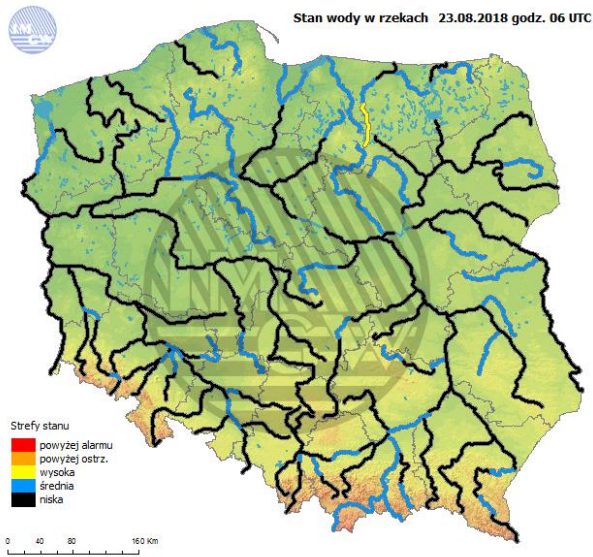 Stan wody w rzekach 23.08.2018 godz. 06 UTC
Strefy stanu
powyżej alarmu
powyżej ostrz.
wysoka
średnia
niska
0 40 80 160 Km